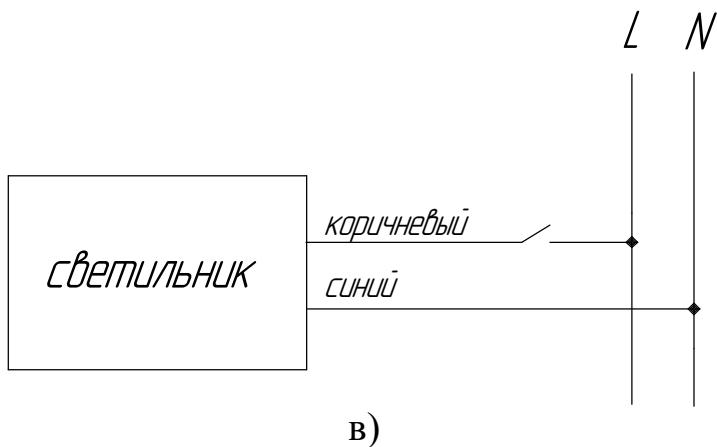 L N
коричневый
светильник
синий
в)